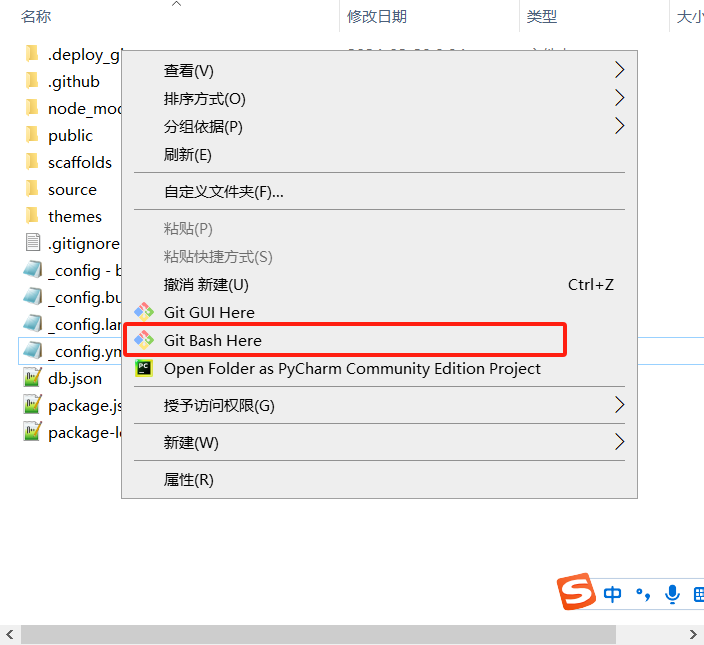 名称 修改日期 类型 大小
.deploy_gi
.github
node_mod
public
scaffolds
source
themes
.gitignore
_config - b
_config.bu
_config.lan
_config.ym
db.json
package.js
package-lo
查看(V)
排序方式(O)
分组依据(P)
刷新(E)
自定义文件夹(F)...
粘贴(P)
粘贴快捷方式(S)
撤消 新建(U) Ctrl+Z
Git GUI Here
Git Bash Here
Open Folder as PyCharm Community Edition Project
授予访问权限(G)
新建(W)
属性(R)
中